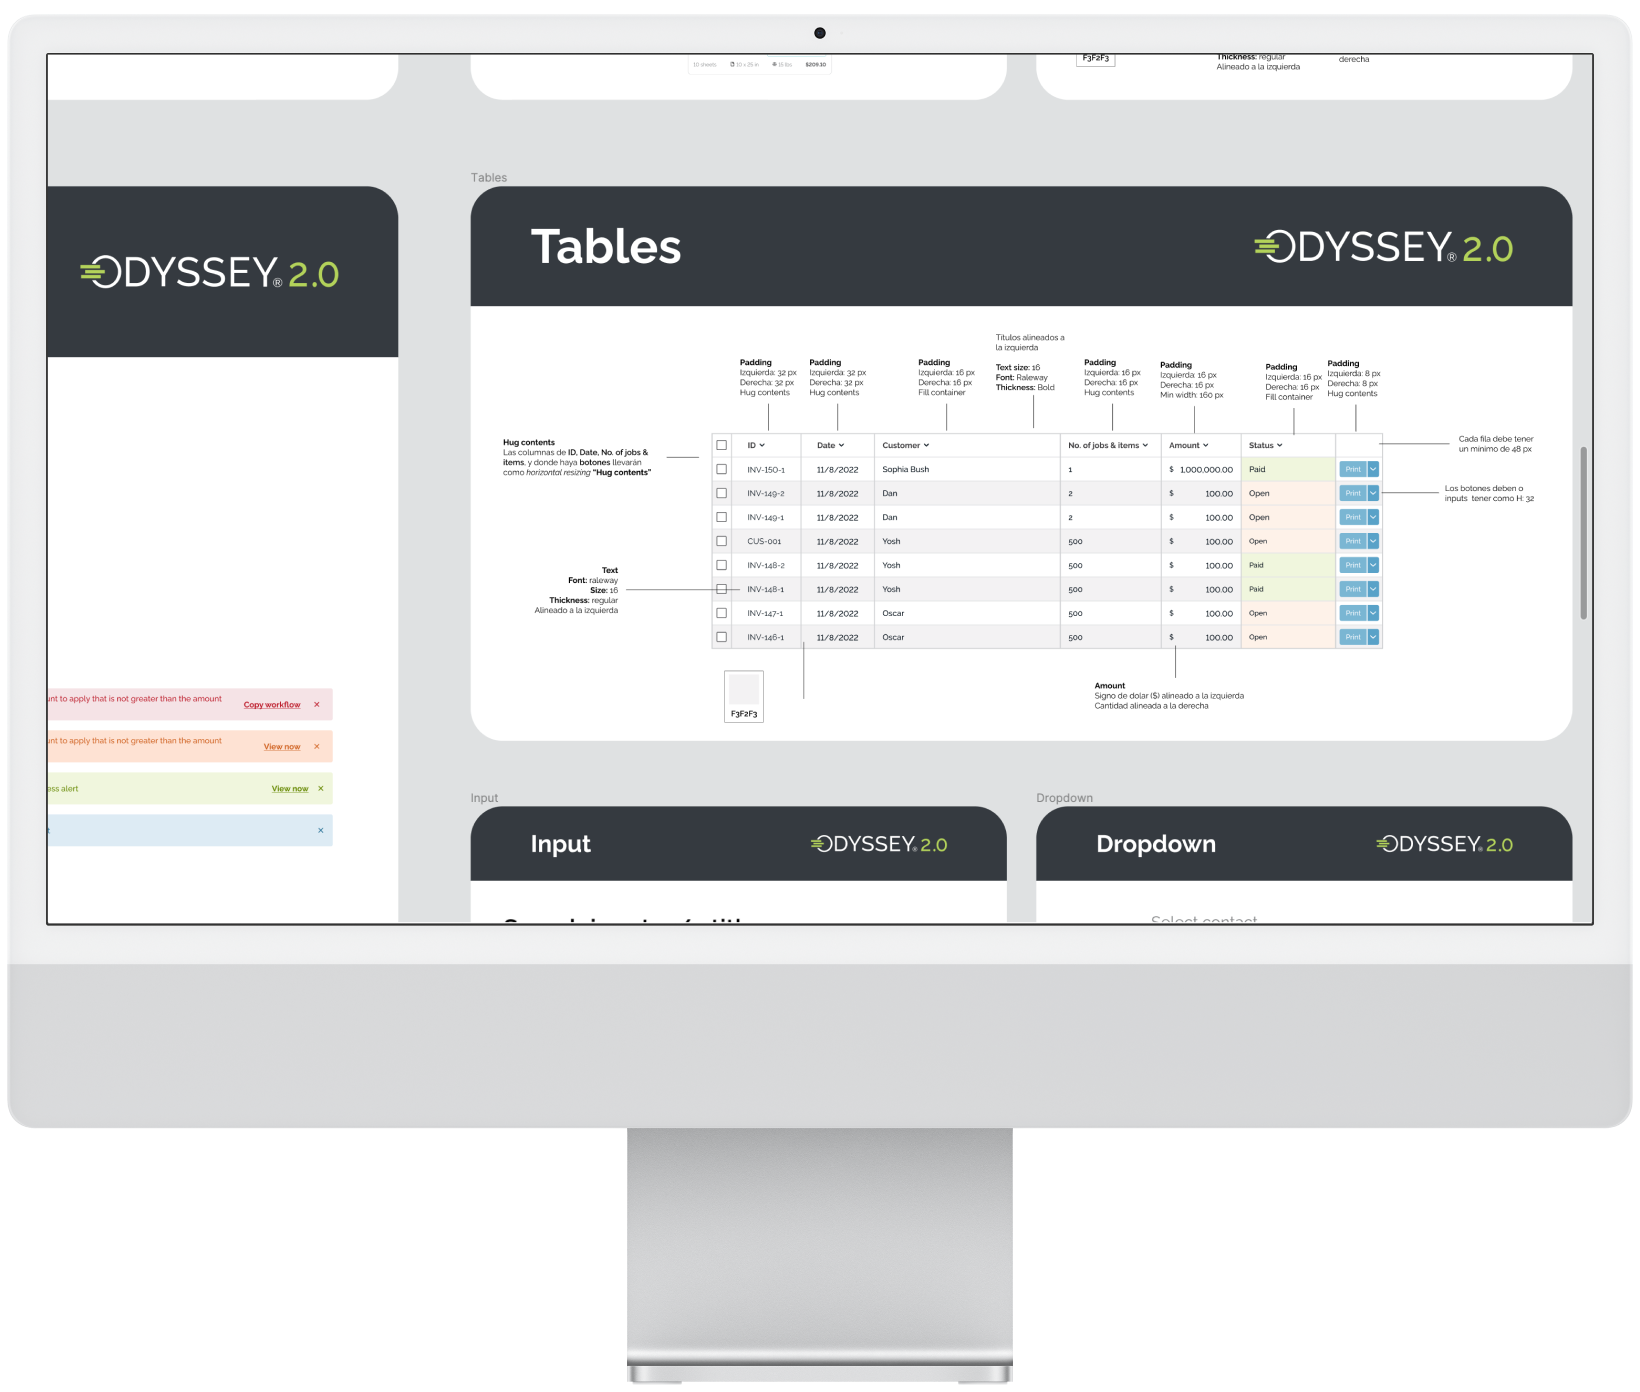 10 sheets 10 x 25 in 15 lbs $209.10
F3F2F3
Thickness: regular
Alineado a la izquierda
derecha
Tables
ODYSSEY® 2.0
Tables
ODYSSEY® 2.0
Padding
Izquierda: 32 px
Derecha: 32 px
Hug contents
Padding
Izquierda: 32 px
Derecha: 32 px
Hug contents
Padding
Izquierda: 16 px
Derecha: 16 px
Fill container
Títulos alineados a
la izquierda
Text size: 16
Font: Raleway
Thickness: Bold
Padding
Izquierda: 16 px
Derecha: 16 px
Hug contents
Padding
Izquierda: 16 px
Derecha: 16 px
Min width: 160 px
Padding
Izquierda: 16 px
Derecha: 16 px
Fill container
Padding
Izquierda: 8 px
Derecha: 8 px
Hug contents
Hug contents
Las columnas de ID, Date, No. of jobs &
items, y donde haya botones llevarán
como horizontal resizing "Hug contents"
ID Date Customer No. of jobs & items Amount Status
INV-150-1 11/8/2022 Sophia Bush 1 $ 1,000,000.00 Paid Print
INV-149-2 11/8/2022 Dan 2 $ 100.00 Open Print
INV-149-1 11/8/2022 Dan 2 $ 100.00 Open Print
CUS-001 11/8/2022 Yosh 500 $ 100.00 Open Print
INV-148-2 11/8/2022 Yosh 500 $ 100.00 Paid Print
INV-148-1 11/8/2022 Yosh 500 $ 100.00 Paid Print
INV-147-1 11/8/2022 Oscar 500 $ 100.00 Open Print
INV-146-1 11/8/2022 Oscar 500 $ 100.00 Open Print
Cada fila debe tener
un mínimo de 48 px
Los botones deben o
inputs tener como H: 32
Text
Font: raleway
Size: 16
Thickness: regular
Alineado a la izquierda
F3F2F3
Amount
Signo de dolar ($) alineado a la izquierda
Cantidad alineada a la derecha
unt to apply that is not greater than the amount
Copy workflow ×
unt to apply that is not greater than the amount
View now ×
ess alert View now ×
×
Input
Dropdown
Input
ODYSSEY® 2.0
Dropdown
ODYSSEY® 2.0
Select contact